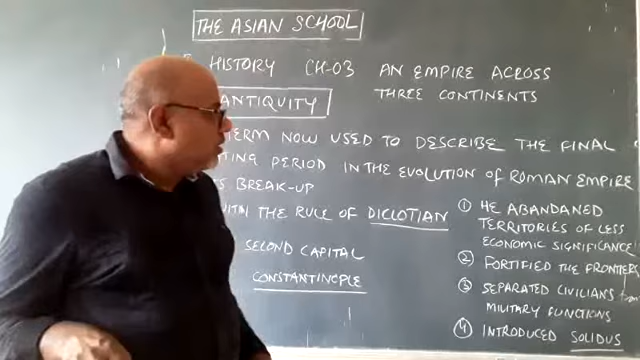 THE ASIAN SCHOOL
HISTORY CH-03 AN EMPIRE ACROSS
THREE CONTINENTS
ANTIQUITY
TERM NOW USED TO DESCRIBE THE FINAL
PERIOD IN THE EVOLUTION OF ROMAN EMPIRE
BREAK-UP
WITH THE RULE OF DICLOTIAN
SECOND CAPITAL
CONSTANTINOPLE
① HE ABANDANED
TERRITORIES OF LESS
ECONOMIC SIGNIFICANCE
② FORTIFIED THE FRONTIERS
③ SEPARATED CIVILIANS from
MILITARY FUNCTIONS
④ INTRODUCED SOLIDUS